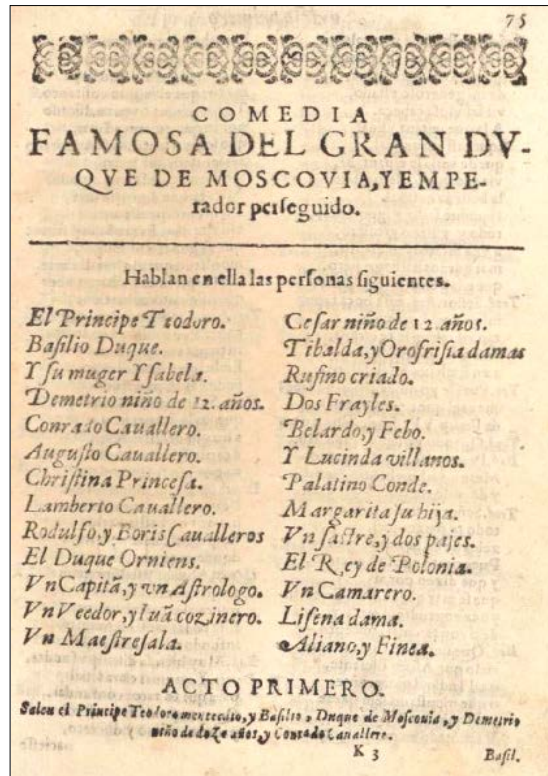 75
COMEDIA
FAMOSA DEL GRAN DV-
QVE DE MOSCOVIA, Y EMPE-
rador perseguido.
Hablan en ella las personas siguientes.
El Principe Teodoro.
Basilio Duque.
Y su muger Ysabela.
Demetrio niño de 12. años.
Conrado Cauallero.
Augusto Cauallero.
Christina Princesa.
Lamberto Cauallero.
Rodulfo, y Boris Caualleros
El Duque Orniens.
Vn Capitã, y vn Astrologo.
Vn Veedor, y Iuã cozinero.
Vn Maestresala.
Cesar niño de 12 años.
Tibalda, y Orofrisia damas
Rufino criado.
Dos Frayles.
Belardo, y Febo.
Y Lucinda villanos.
Palatino Conde.
Margarita su hija.
Vn sastre, y dos pajes.
El Rey de Polonia.
Vn Camarero.
Lisena dama.
Aliano, y Finea.
ACTO PRIMERO.
Salen el Principe Teodoro mentecato, y Basilio, Duque de Moscouia, y Demetrio
niño de doze años, y Conrado Cauallero.
K 3
Basil.